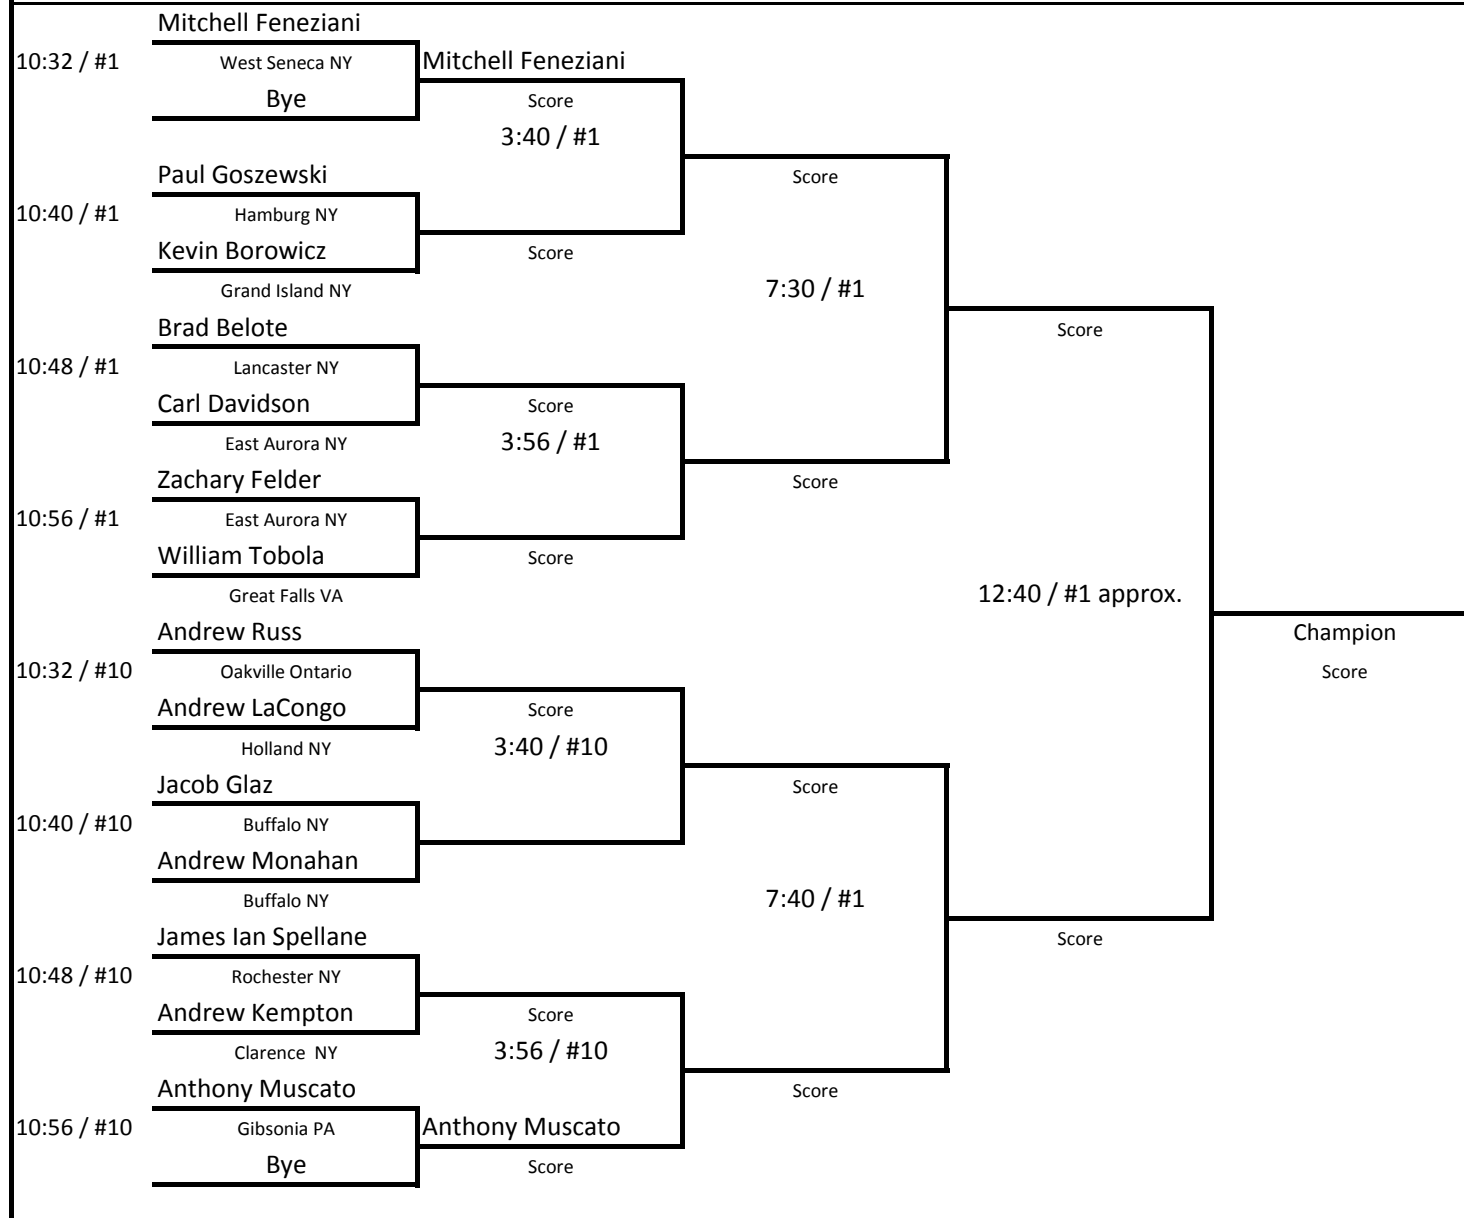 Mitchell Feneziani
10:32 / #1
West Seneca NY
Mitchell Feneziani
Bye
Score
3:40 / #1
Paul Goszewski
Score
10:40 / #1
Hamburg NY
Kevin Borowicz
Score
Grand Island NY
7:30 / #1
Brad Belote
Score
10:48 / #1
Lancaster NY
Carl Davidson
Score
East Aurora NY
3:56 / #1
Zachary Felder
Score
10:56 / #1
East Aurora NY
William Tobola
Score
Great Falls VA
12:40 / #1 approx.
Andrew Russ
Champion
10:32 / #10
Oakville Ontario
Score
Andrew LaCongo
Score
Holland NY
3:40 / #10
Jacob Glaz
Score
10:40 / #10
Buffalo NY
Andrew Monahan
Buffalo NY
7:40 / #1
James Ian Spellane
Score
10:48 / #10
Rochester NY
Andrew Kempton
Score
Clarence  NY
3:56 / #10
Anthony Muscato
Score
10:56 / #10
Gibsonia PA
Anthony Muscato
Bye
Score